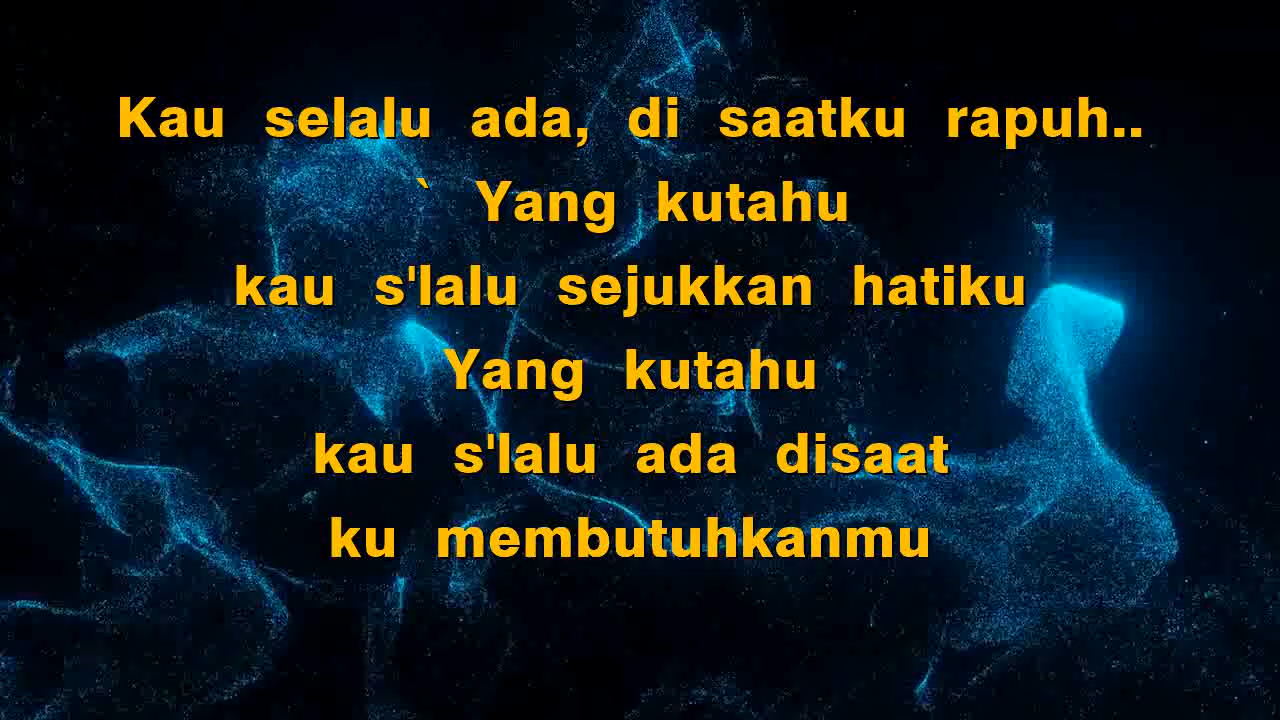 Kau selalu ada, di saatku rapuh..
` Yang kutahu
kau s'lalu sejukkan hatiku
Yang kutahu
kau s'lalu ada disaat
ku membutuhkanmu